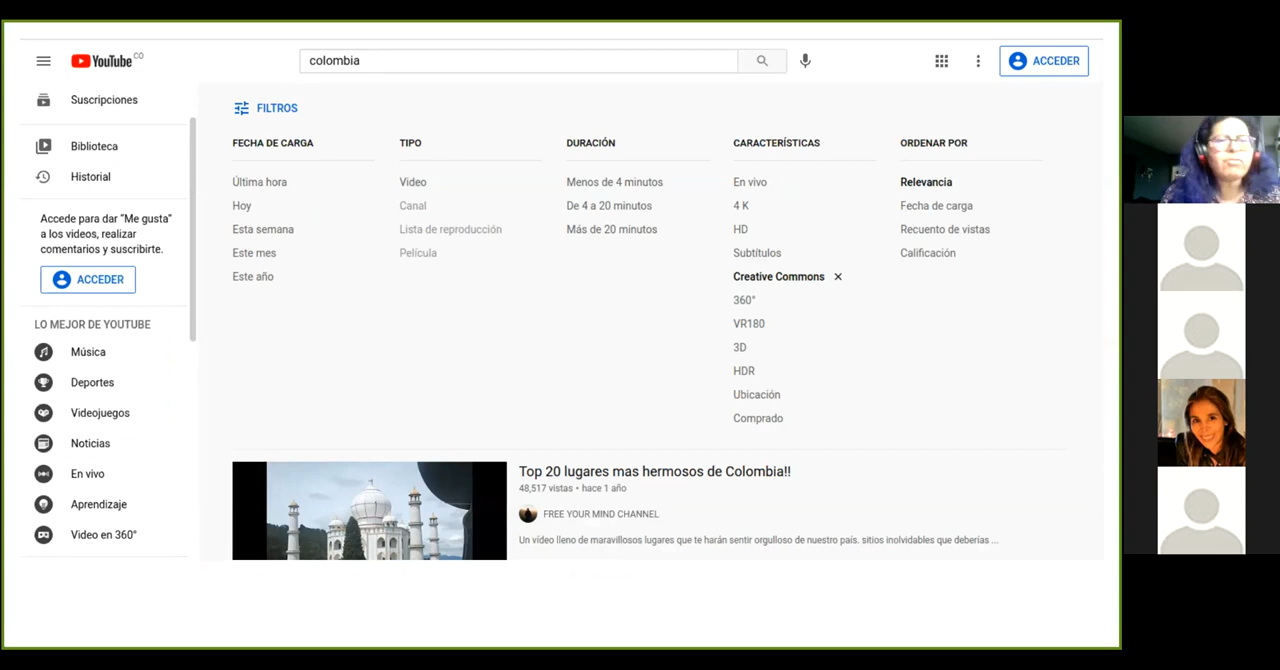 YouTube CO
colombia
ACCEDER
Suscripciones
Biblioteca
Historial
Accede para dar “Me gusta”
a los videos, realizar
comentarios y suscribirte.
ACCEDER
LO MEJOR DE YOUTUBE
Música
Deportes
Videojuegos
Noticias
En vivo
Aprendizaje
Video en 360°
FILTROS
FECHA DE CARGA
Última hora
Hoy
Esta semana
Este mes
Este año
TIPO
Video
Canal
Lista de reproducción
Película
DURACIÓN
Menos de 4 minutos
De 4 a 20 minutos
Más de 20 minutos
CARACTERÍSTICAS
En vivo
4 K
HD
Subtítulos
Creative Commons ×
360°
VR180
3D
HDR
Ubicación
Comprado
ORDENAR POR
Relevancia
Fecha de carga
Recuento de vistas
Calificación
Top 20 lugares mas hermosos de Colombia!!
48,517 vistas • hace 1 año
FREE YOUR MIND CHANNEL
Un vídeo lleno de maravillosos lugares que te harán sentir orgulloso de nuestro país. sitios inolvidables que deberías ...